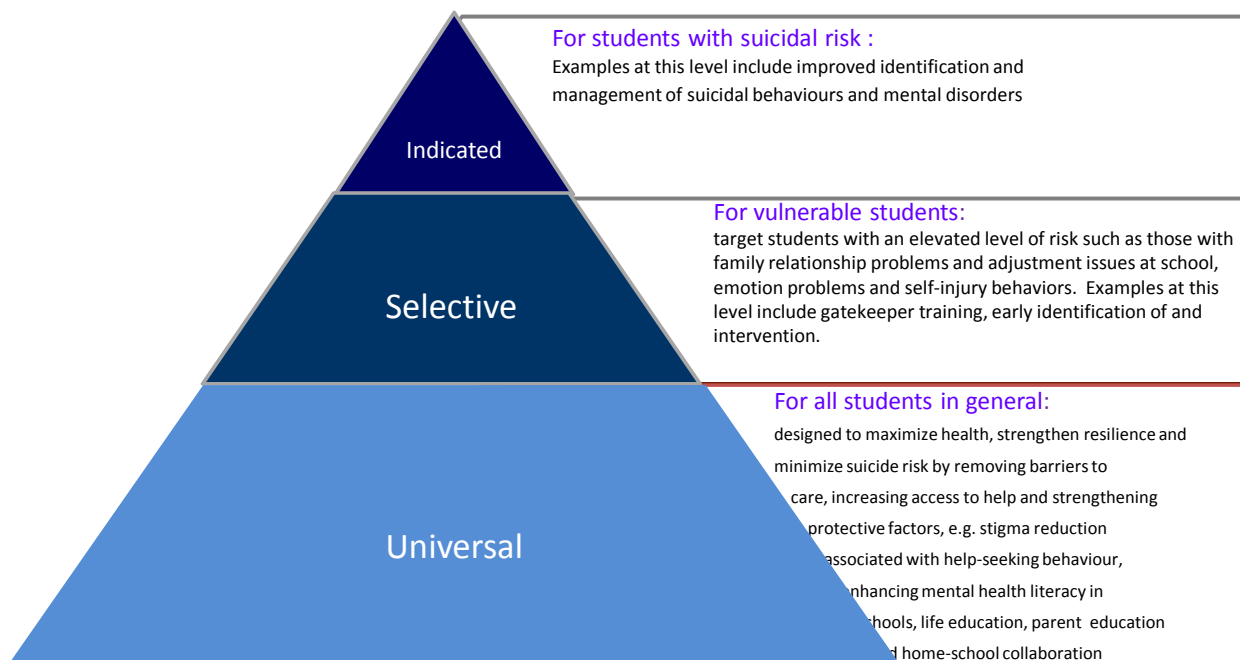 For students with suicidal risk :
Examples at this level include improved identification and
management of suicidal behaviours and mental disorders
Indicated
For vulnerable students:
target students with an elevated level of risk such as those with
family relationship problems and adjustment issues at school,
emotion problems and self-injury behaviors. Examples at this
level include gatekeeper training, early identification of and
intervention.
Selective
For all students in general:
designed to maximize health, strengthen resilience and
minimize suicide risk by removing barriers to
care, increasing access to help and strengthening
protective factors, e.g. stigma reduction
associated with help-seeking behaviour,
nhancing mental health literacy in
hools, life education, parent education
d home-school collaboration
Universal